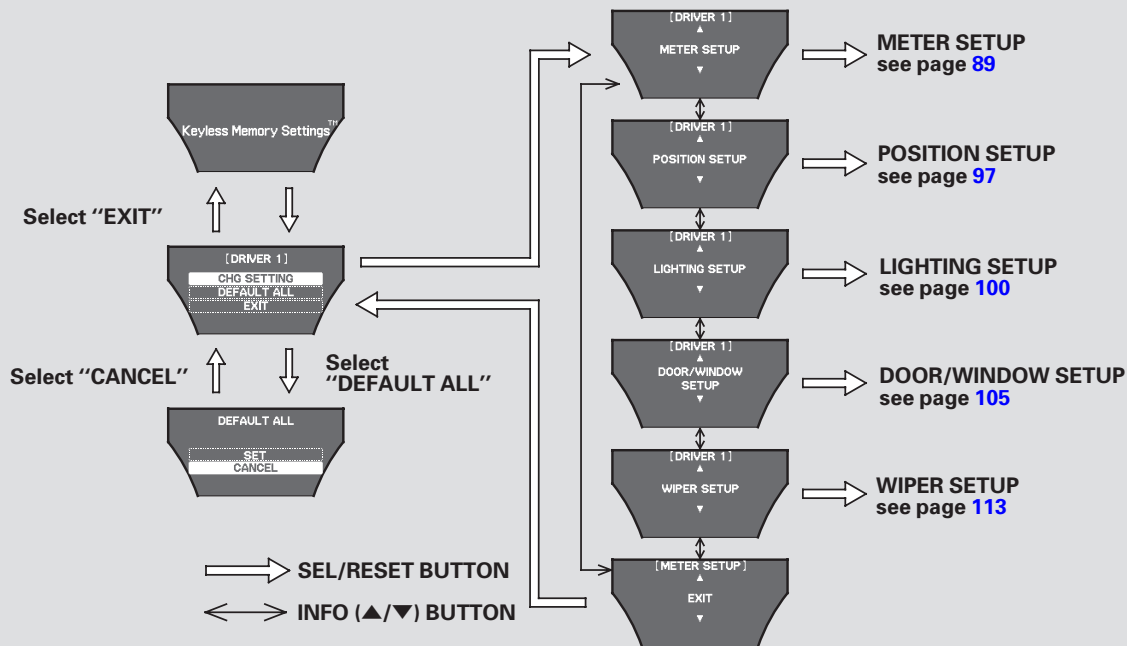 Keyless Memory Settings™
Select ‘‘EXIT’’
[DRIVER 1]
CHG SETTING
DEFAULT ALL
EXIT
Select ‘‘CANCEL’’
Select
‘‘DEFAULT ALL’’
DEFAULT ALL
SET
CANCEL
SEL/RESET BUTTON
INFO (▲/▼) BUTTON
[DRIVER 1]
▲
METER SETUP
▼
METER SETUP
see page 89
[DRIVER 1]
▲
POSITION SETUP
▼
POSITION SETUP
see page 97
[DRIVER 1]
▲
LIGHTING SETUP
▼
LIGHTING SETUP
see page 100
[DRIVER 1]
▲
DOOR/WINDOW
SETUP
▼
DOOR/WINDOW SETUP
see page 105
[DRIVER 1]
▲
WIPER SETUP
▼
WIPER SETUP
see page 113
[METER SETUP]
▲
EXIT
▼